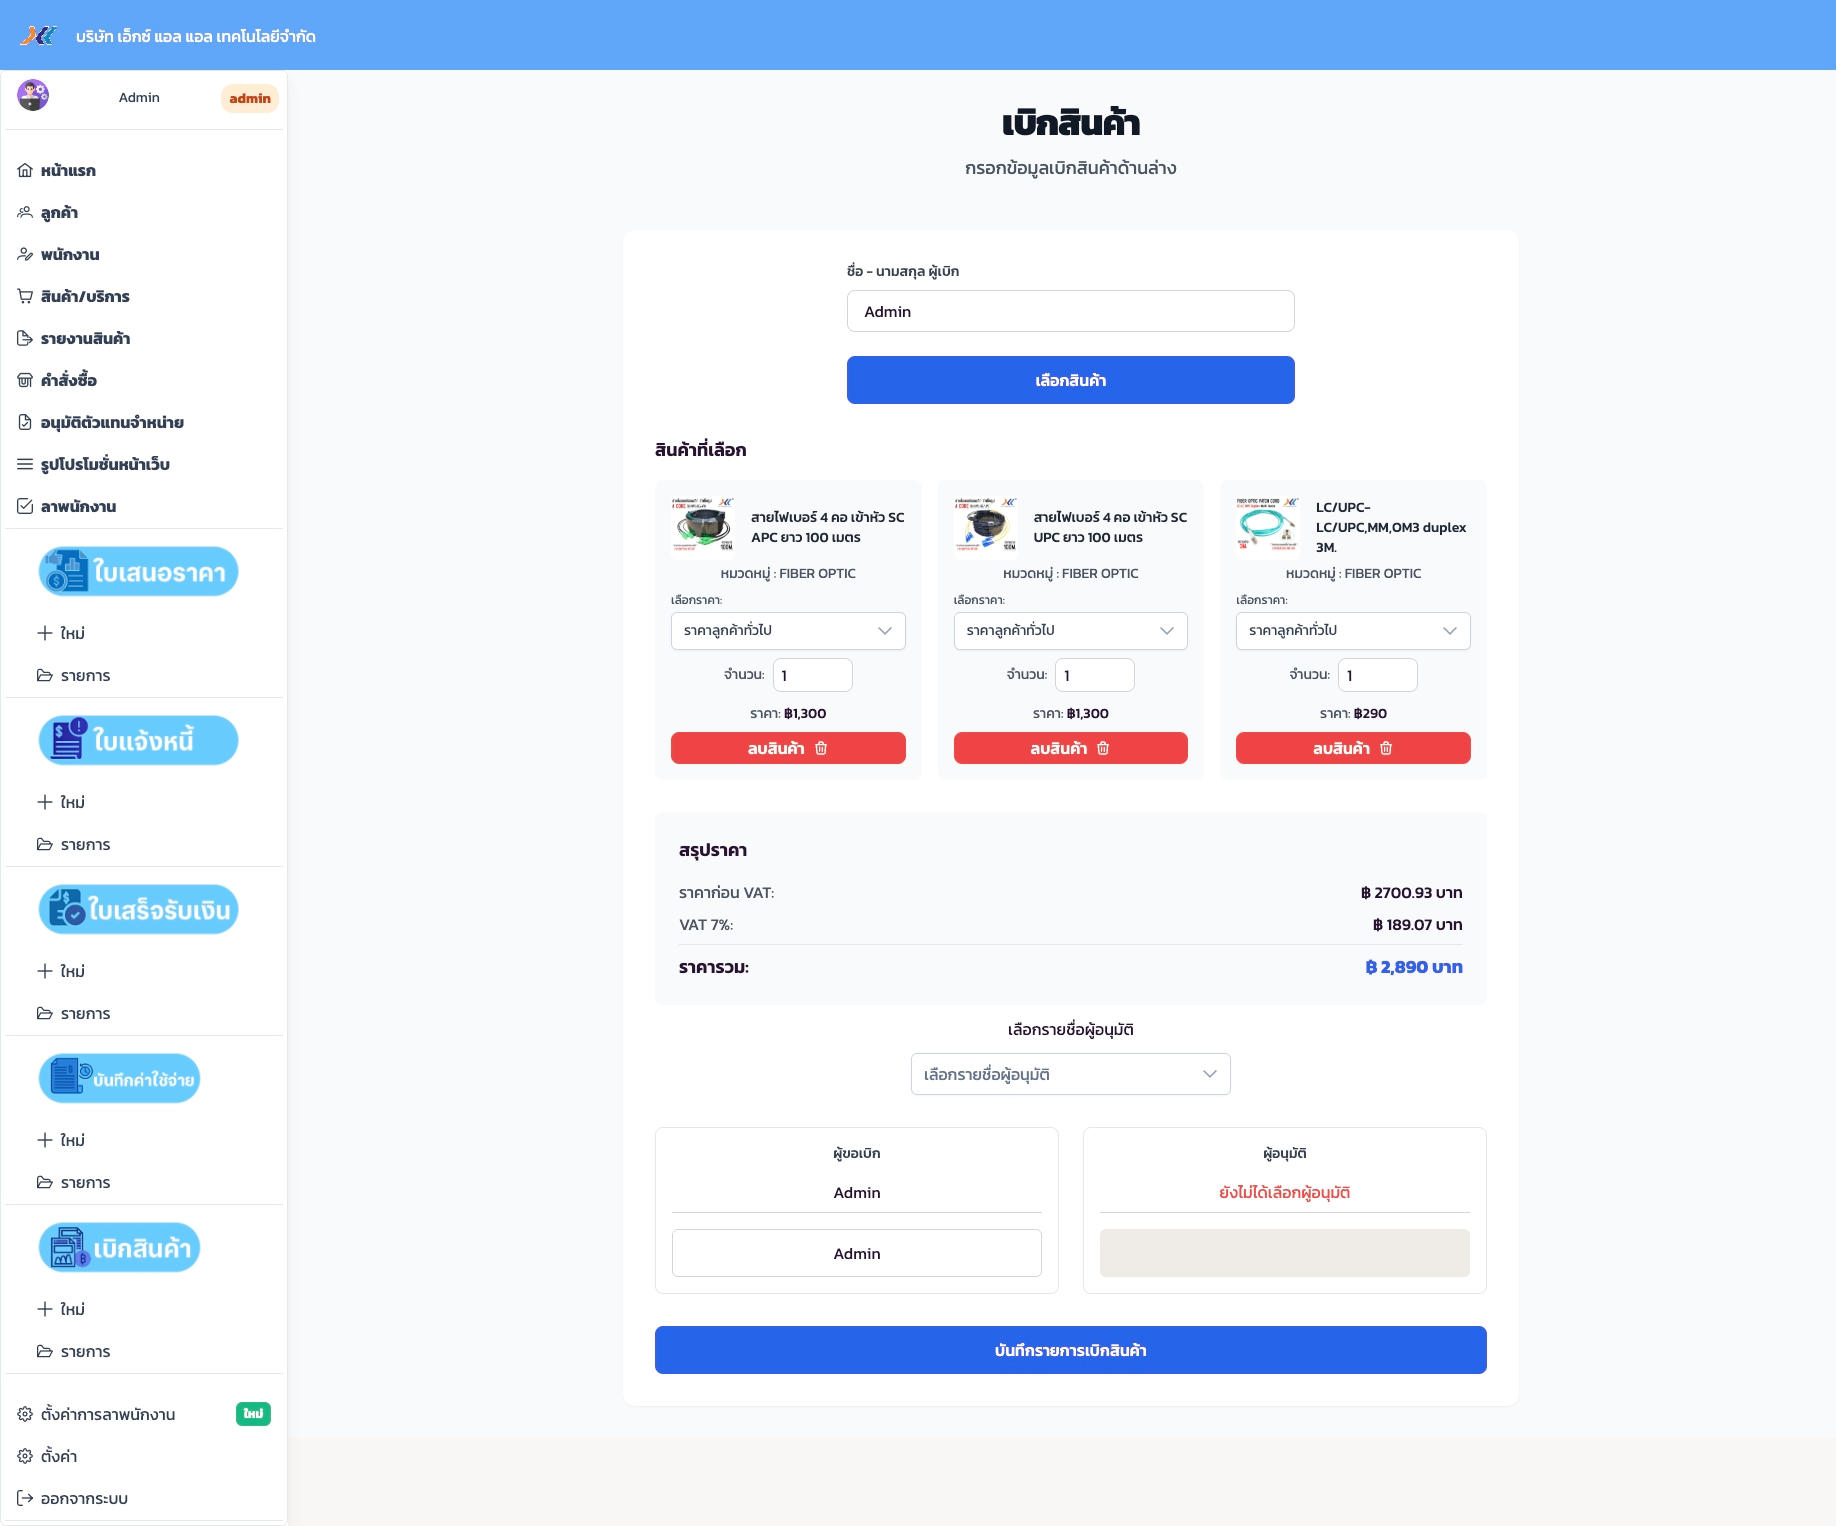 บริษัท เอ็กซ์ แอล แอล เทคโนโลยีจำกัด
Admin
admin
หน้าแรก
ลูกค้า
พนักงาน
สินค้า/บริการ
รายงานสินค้า
คำสั่งซื้อ
อนุมัติตัวแทนจำหน่าย
รูปโปรโมชั่นหน้าเว็บ
ลาพนักงาน
ใบเสนอราคา
ใหม่
รายการ
ใบแจ้งหนี้
ใหม่
รายการ
ใบเสร็จรับเงิน
ใหม่
รายการ
บันทึกค่าใช้จ่าย
ใหม่
รายการ
เบิกสินค้า
ใหม่
รายการ
ตั้งค่าการลาพนักงาน
ใหม่
ตั้งค่า
ออกจากระบบ
เบิกสินค้า
กรอกข้อมูลเบิกสินค้าด้านล่าง
ชื่อ - นามสกุล ผู้เบิก
Admin
เลือกสินค้า
สินค้าที่เลือก
สายไฟเบอร์ 4 คอ เข้าหัว SC
APC ยาว 100 เมตร
หมวดหมู่ : FIBER OPTIC
เลือกราคา:
ราคาลูกค้าทั่วไป
จำนวน: 1
ราคา: ฿1,300
ลบสินค้า
สายไฟเบอร์ 4 คอ เข้าหัว SC
UPC ยาว 100 เมตร
หมวดหมู่ : FIBER OPTIC
เลือกราคา:
ราคาลูกค้าทั่วไป
จำนวน: 1
ราคา: ฿1,300
ลบสินค้า
LC/UPC-
LC/UPC,MM,OM3 duplex
3M.
หมวดหมู่ : FIBER OPTIC
เลือกราคา:
ราคาลูกค้าทั่วไป
จำนวน: 1
ราคา: ฿290
ลบสินค้า
สรุปราคา
ราคาก่อน VAT: ฿ 2700.93 บาท
VAT 7%: ฿ 189.07 บาท
ราคารวม: ฿ 2,890 บาท
เลือกรายชื่อผู้อนุมัติ
เลือกรายชื่อผู้อนุมัติ
ผู้ขอเบิก
Admin
Admin
ผู้อนุมัติ
ยังไม่ได้เลือกผู้อนุมัติ
บันทึกรายการเบิกสินค้า